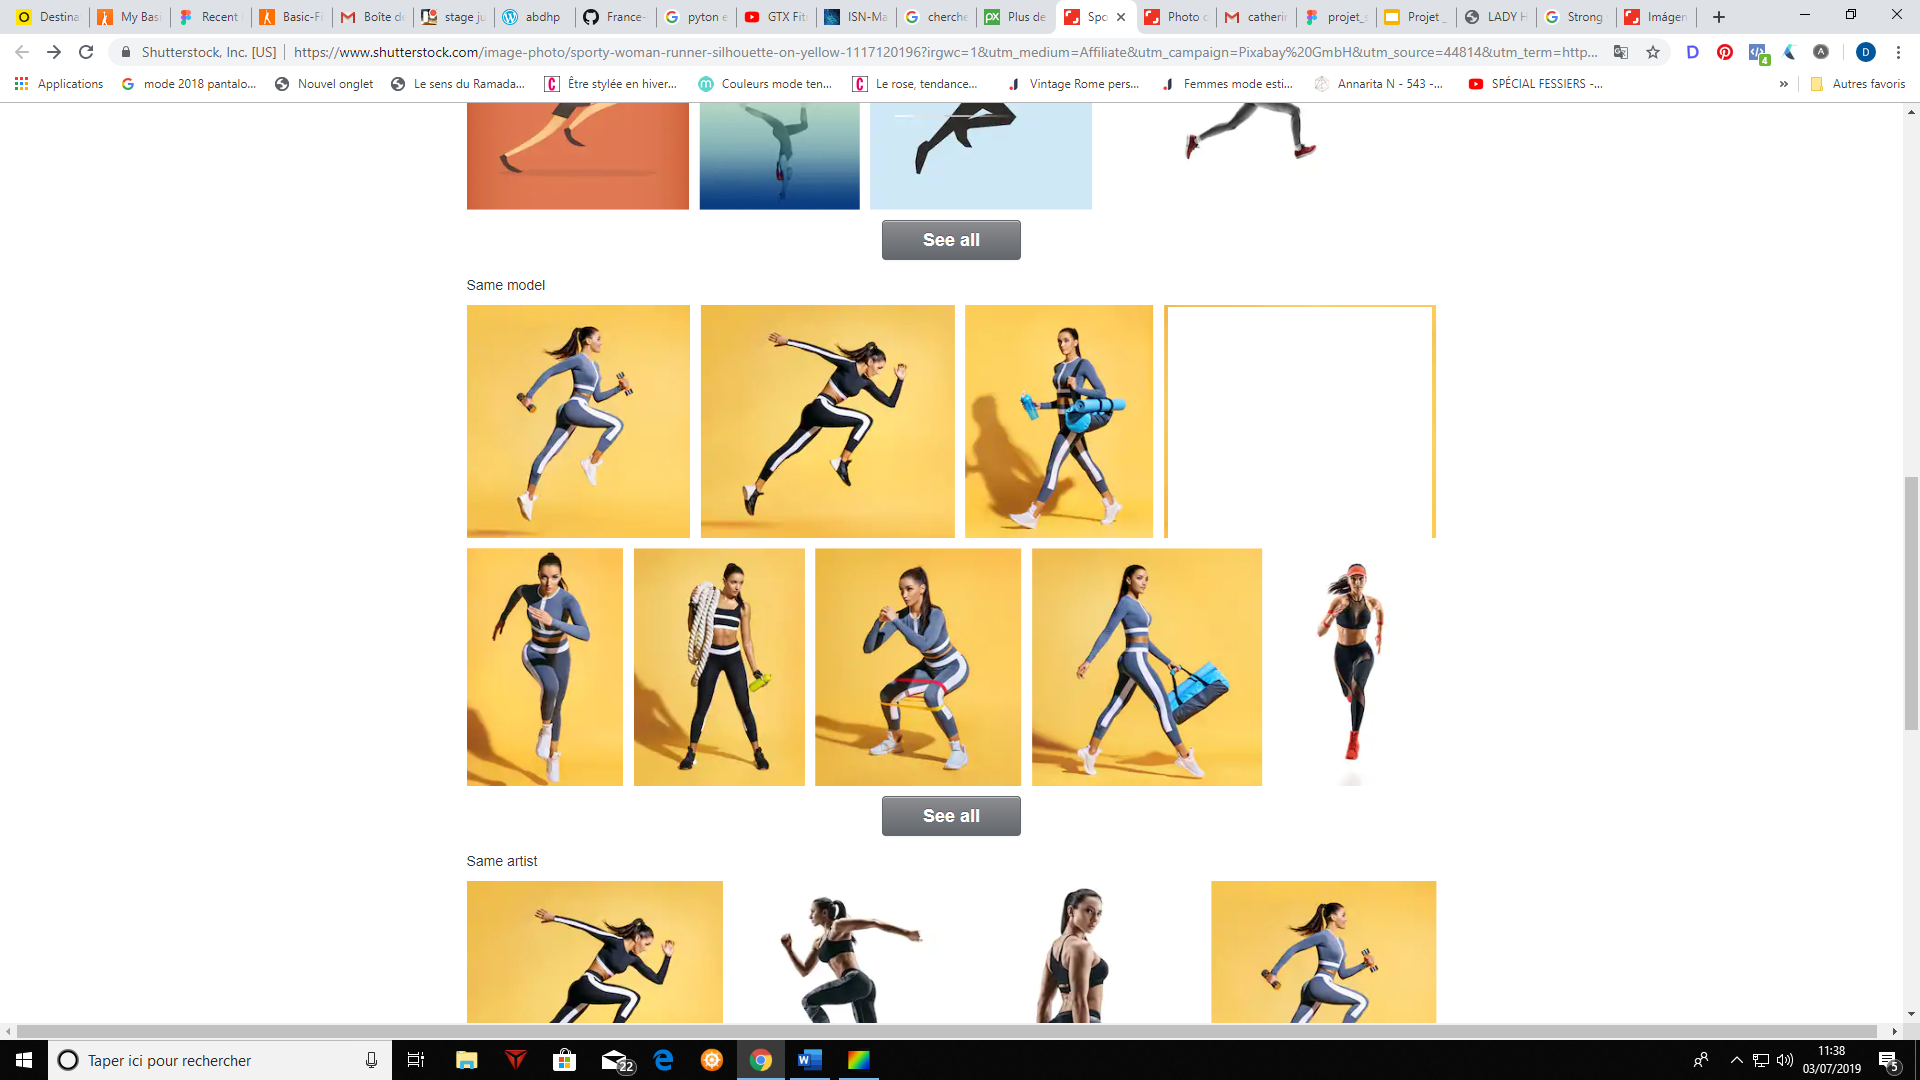 Destina
My Basi
Recent
Basic-Fi
Boîte de
stage ju
abdhp
France-
pyton e
GTX Fit
ISN-Ma
cherche
Plus de
Spo
Photo c
catherin
projet_s
Projet_
LADY H
Strong
Imágen
Shutterstock, Inc. [US]
https://www.shutterstock.com/image-photo/sporty-woman-runner-silhouette-on-yellow-1117120196?irgwc=1&utm_medium=Affiliate&utm_campaign=Pixabay%20GmbH&utm_source=44814&utm_term=http...
4
D
Applications
mode 2018 pantalo...
Nouvel onglet
Le sens du Ramada...
Être stylée en hiver...
Couleurs mode ten...
Le rose, tendance...
Vintage Rome pers...
Femmes mode esti...
Annarita N - 543 -...
SPÉCIAL FESSIERS -...
»
Autres favoris
See all
Same model
See all
Same artist
Taper ici pour rechercher
22
11:38
03/07/2019
5